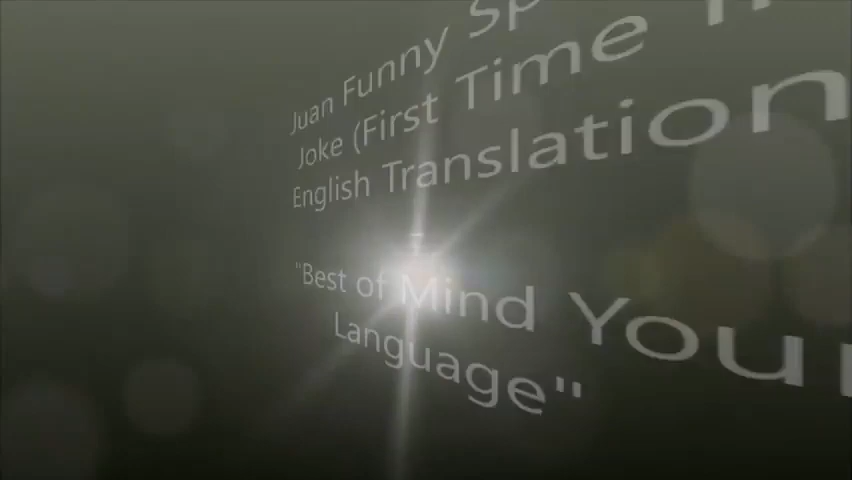 Juan Funny Sp
Joke (First Time
English Translation
"Best of Mind Your
Language"